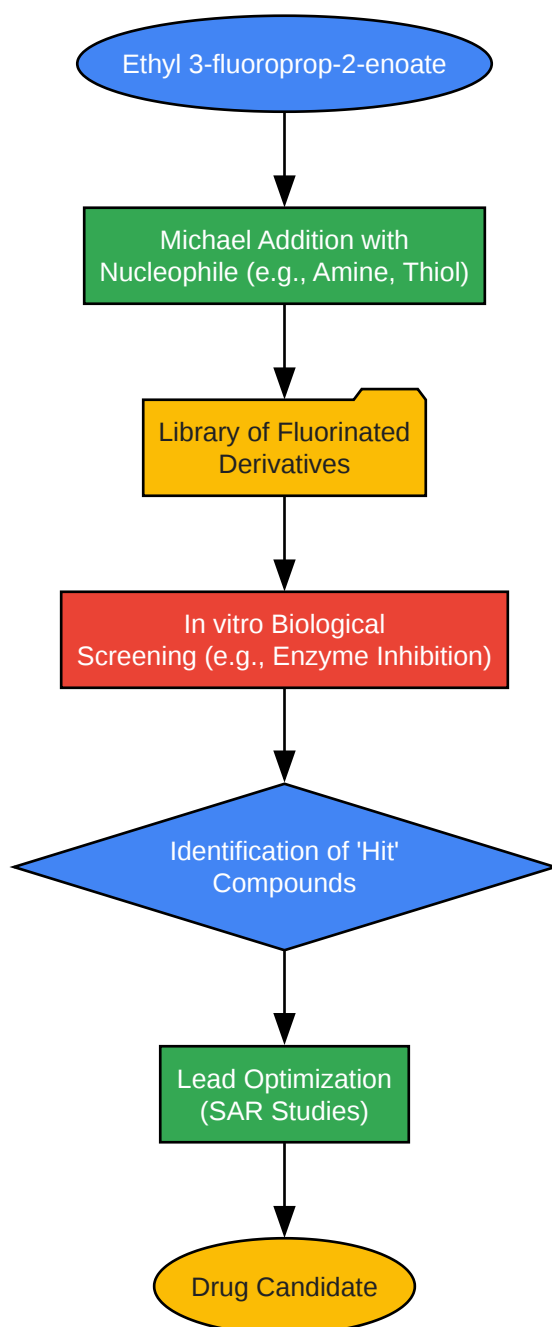 Ethyl 3-fluoroprop-2-enoate
Michael Addition with
Nucleophile (e.g., Amine, Thiol)
Library of Fluorinated
Derivatives
In vitro Biological
Screening (e.g., Enzyme Inhibition)
Identification of 'Hit'
Compounds
Lead Optimization
(SAR Studies)
Drug Candidate